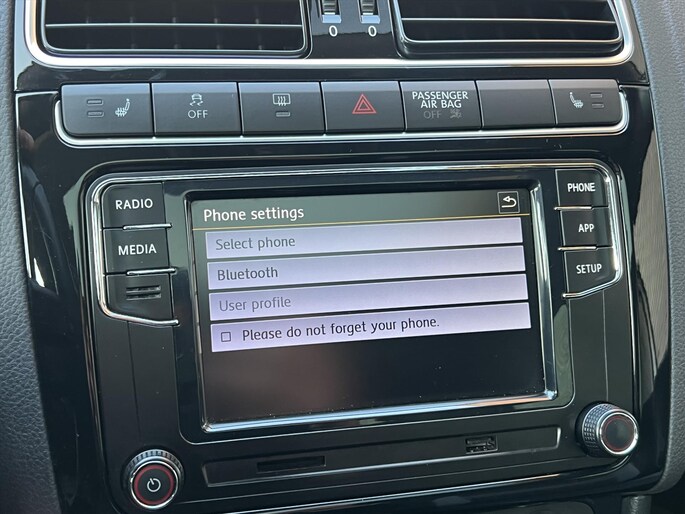 0 0
OFF
PASSENGER
AIR BAG
OFF
RADIO
MEDIA
Phone settings
Select phone
Bluetooth
User profile
Please do not forget your phone.
PHONE
APP
SETUP